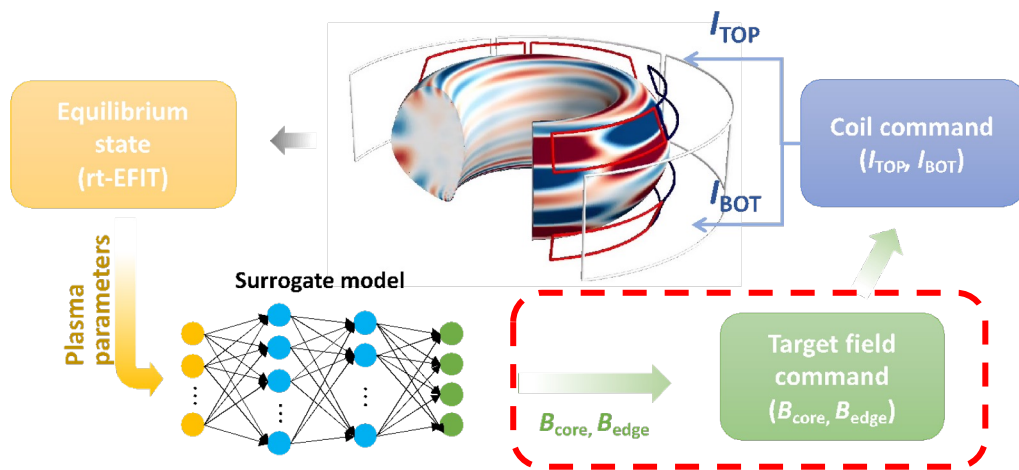 I_TOP
Equilibrium
state
(rt-EFIT)
Coil command
(I_TOP, I_BOT)
I_BOT
Plasma
parameters
Surrogate model
Target field
command
(B_core, B_edge)
B_core, B_edge